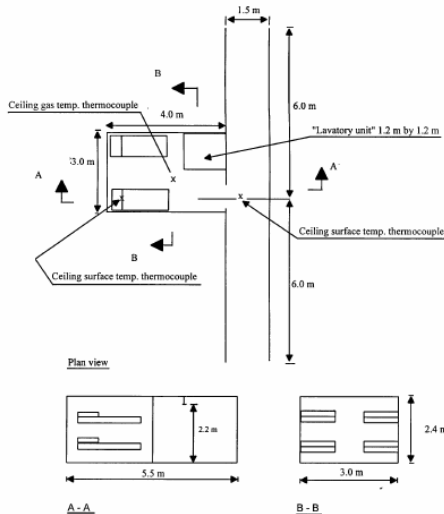 1.5 m
B
Ceiling gas temp. thermocouple
4.0 m
6.0 m
"Lavatory unit" 1.2 m by 1.2 m
3.0 m
A
A
x
x
x
B
Ceiling surface temp. thermocouple
Ceiling surface temp. thermocouple
6.0 m
Plan view
2.2 m
2.4 m
5.5 m
3.0 m
A - A
B - B